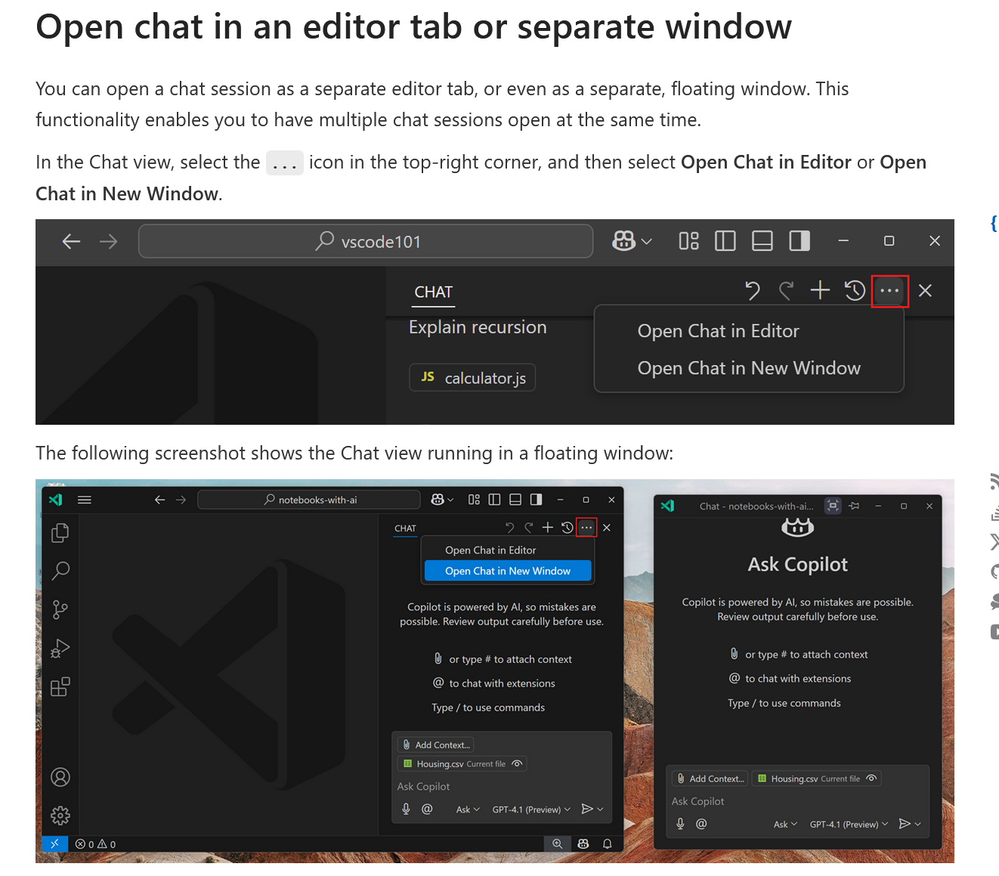 Open chat in an editor tab or separate window
You can open a chat session as a separate editor tab, or even as a separate, floating window. This
functionality enables you to have multiple chat sessions open at the same time.
In the Chat view, select the ... icon in the top-right corner, and then select Open Chat in Editor or Open
Chat in New Window.
vscode101
CHAT
Explain recursion
Open Chat in Editor
Open Chat in New Window
JS calculator.js
The following screenshot shows the Chat view running in a floating window:
notebooks-with-ai
CHAT
Open Chat in Editor
Open Chat in New Window
Copilot is powered by AI, so mistakes are
possible. Review output carefully before use.
or type # to attach context
@ to chat with extensions
Type / to use commands
Add Context...
Housing.csv Current file
Ask Copilot
@ Ask GPT-4.1 (Preview)
0 0
Chat - notebooks-with-ai...
Ask Copilot
Copilot is powered by AI, so mistakes are possible.
Review output carefully before use.
or type # to attach context
@ to chat with extensions
Type / to use commands
Add Context... Housing.csv Current file
Ask Copilot
@ Ask GPT-4.1 (Preview)